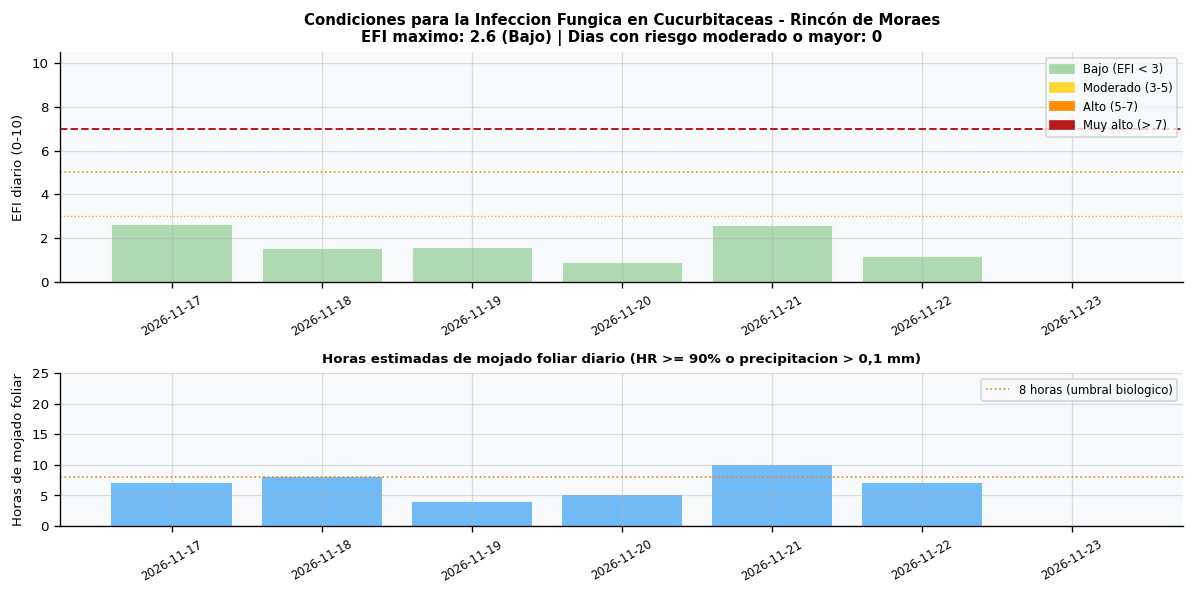 Condiciones para la Infeccion Fungica en Cucurbitaceas - Rincón de Moraes
EFI maximo: 2.6 (Bajo) | Dias con riesgo moderado o mayor: 0
EFI diario (0-10)
10
8
6
4
2
0
Bajo (EFI < 3)
Moderado (3-5)
Alto (5-7)
Muy alto (> 7)
2026-11-17
2026-11-18
2026-11-19
2026-11-20
2026-11-21
2026-11-22
2026-11-23
Horas estimadas de mojado foliar diario (HR >= 90% o precipitacion > 0,1 mm)
Horas de mojado foliar
25
20
15
10
5
0
8 horas (umbral biologico)
2026-11-17
2026-11-18
2026-11-19
2026-11-20
2026-11-21
2026-11-22
2026-11-23